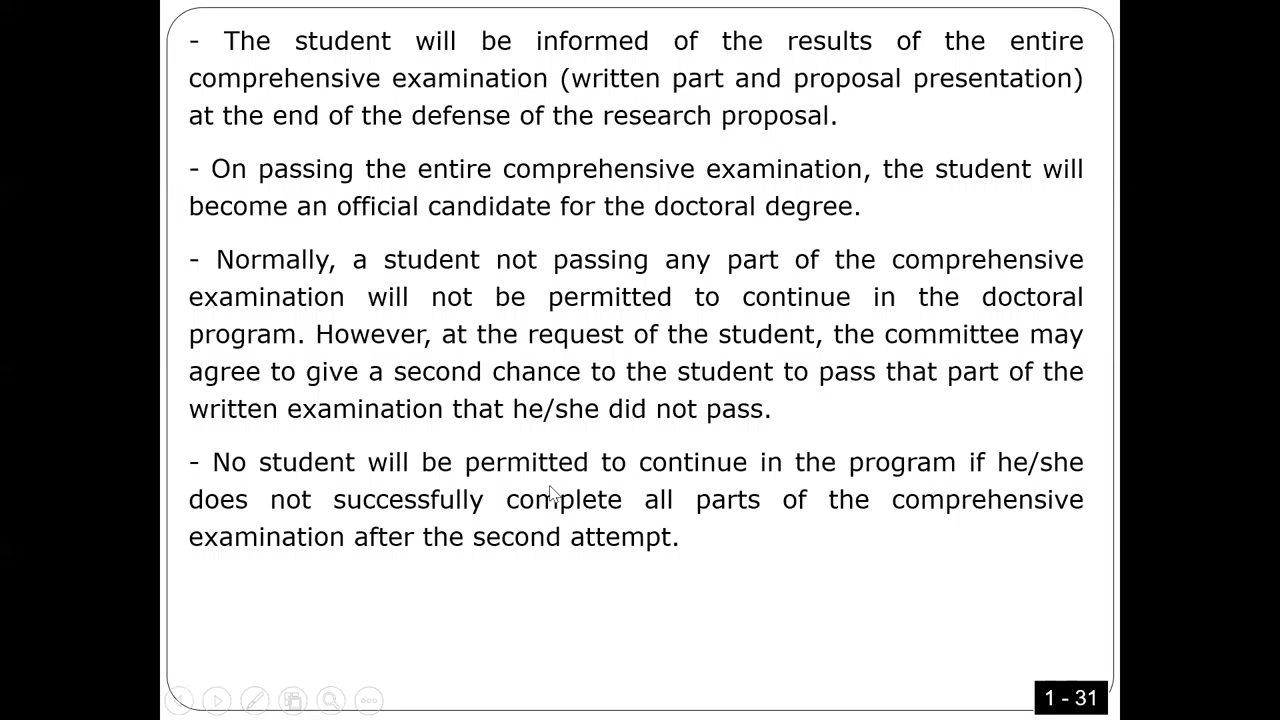 - The student will be informed of the results of the entire
comprehensive examination (written part and proposal presentation)
at the end of the defense of the research proposal.
- On passing the entire comprehensive examination, the student will
become an official candidate for the doctoral degree.
- Normally, a student not passing any part of the comprehensive
examination will not be permitted to continue in the doctoral
program. However, at the request of the student, the committee may
agree to give a second chance to the student to pass that part of the
written examination that he/she did not pass.
- No student will be permitted to continue in the program if he/she
does not successfully complete all parts of the comprehensive
examination after the second attempt.
1 - 31